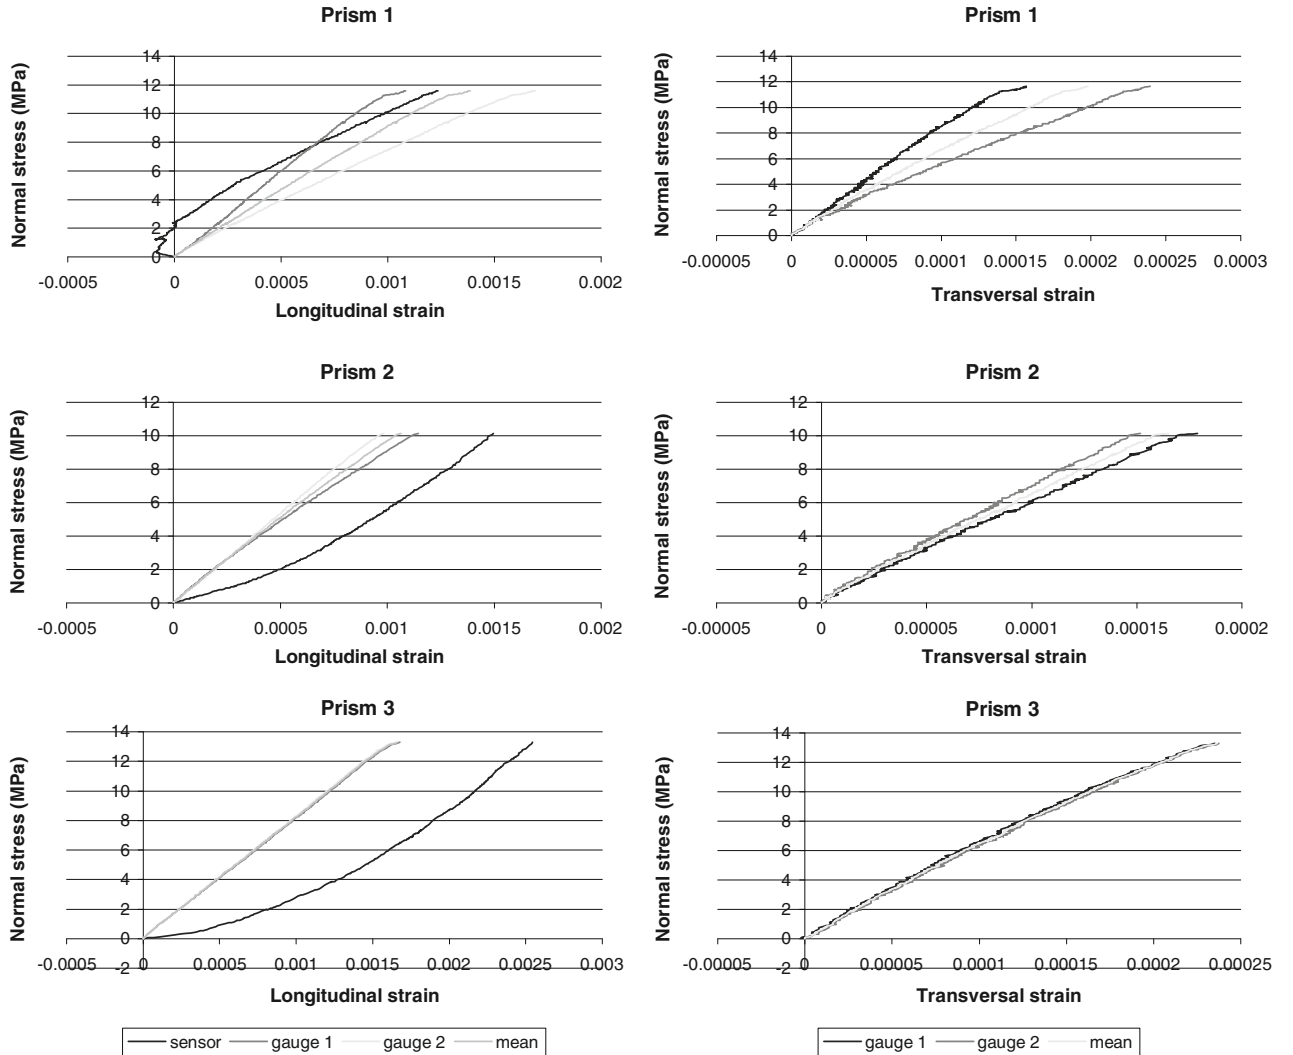 Prism 1
Normal stress (MPa)
14
12
10
8
6
4
2
0
-0.0005 0 0.0005 0.001 0.0015 0.002
Longitudinal strain
Prism 1
Normal stress (MPa)
14
12
10
8
6
4
2
0
-0.00005 0 0.00005 0.0001 0.00015 0.0002 0.00025 0.0003
Transversal strain
Prism 2
Normal stress (MPa)
12
10
8
6
4
2
0
-0.0005 0 0.0005 0.001 0.0015 0.002
Longitudinal strain
Prism 2
Normal stress (MPa)
12
10
8
6
4
2
0
-0.00005 0 0.00005 0.0001 0.00015 0.0002
Transversal strain
Prism 3
Normal stress (MPa)
14
12
10
8
6
4
2
0
-2
-0.0005 0 0.0005 0.001 0.0015 0.002 0.0025 0.003
Longitudinal strain
Prism 3
Normal stress (MPa)
14
12
10
8
6
4
2
0
-2
-0.00005 0 0.00005 0.0001 0.00015 0.0002 0.00025
Transversal strain
sensor gauge 1 gauge 2 mean
gauge 1 gauge 2 mean